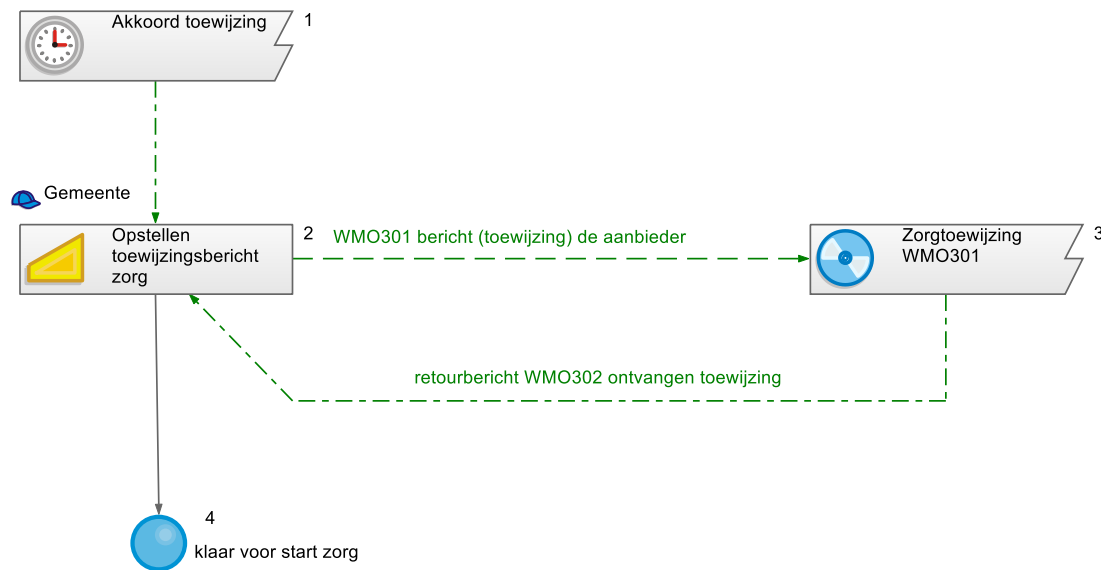 Akkoord toewijzing
1
Gemeente
Opstellen
toewijzingsbericht
zorg
2
WMO301 bericht (toewijzing) de aanbieder
Zorgtoewijzing
WMO301
3
retourbericht WMO302 ontvangen toewijzing
4
klaar voor start zorg